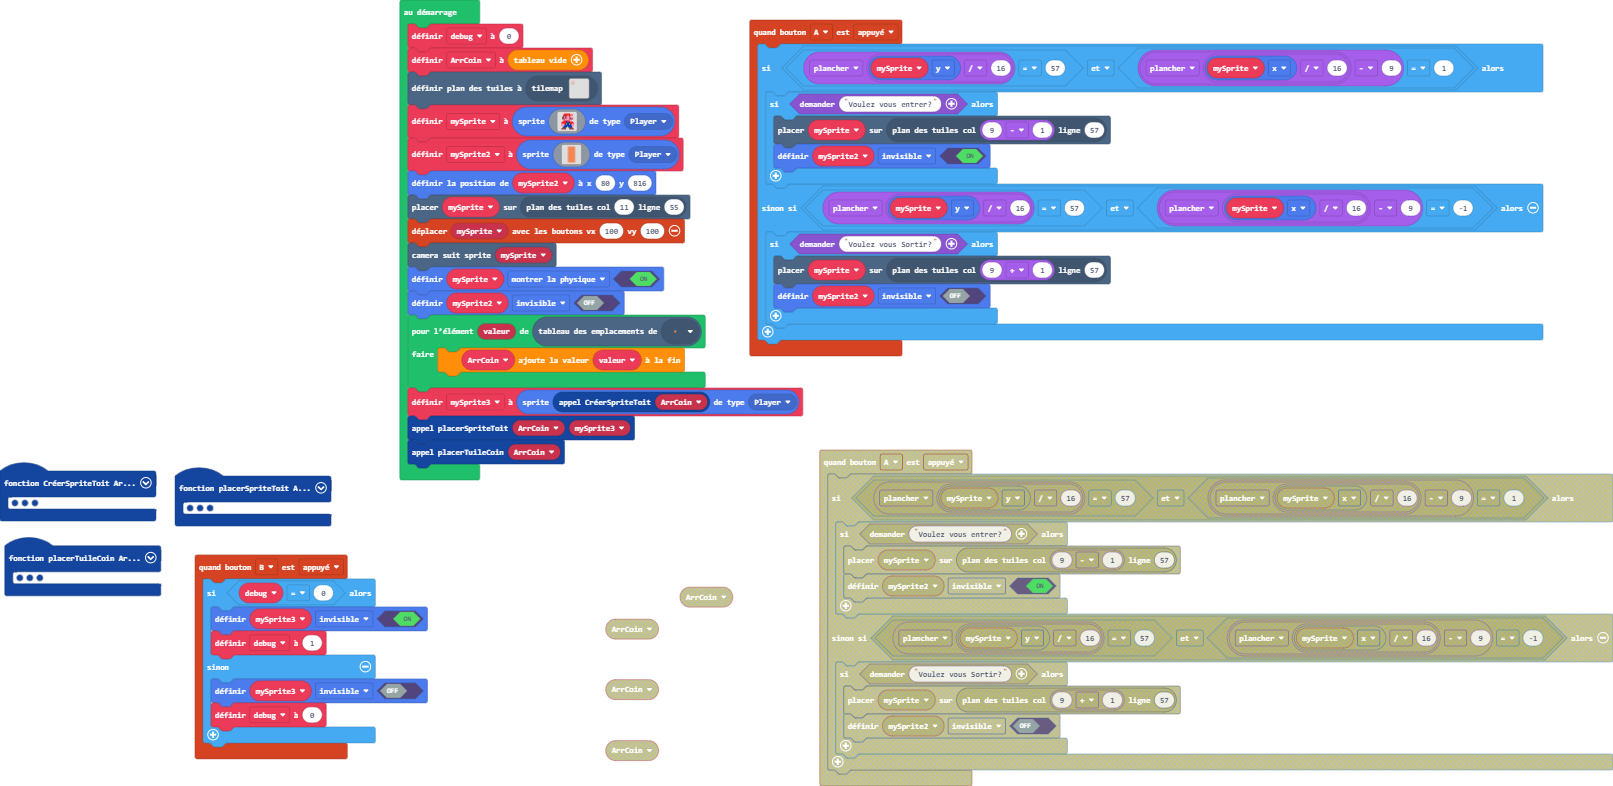 au démarrage
définir debug à 0
définir ArrCoin à tableau vide
définir plan des tuiles à tilemap
définir mySprite à sprite de type Player
définir mySprite2 à sprite de type Player
définir la position de mySprite2 à x 80 y 816
placer mySprite sur plan des tuiles col 11 ligne 55
déplacer mySprite avec les boutons vx 100 vy 100
camera suit sprite mySprite
définir mySprite montrer la physique ON
définir mySprite2 invisible OFF
pour l'élément valeur de tableau des emplacements de
faire ArrCoin ajoute la valeur valeur à la fin
définir mySprite3 à sprite appel CréerSpriteToit ArrCoin de type Player
appel placerSpriteToit ArrCoin mySprite3
appel placerTuileCoin ArrCoin
quand bouton A est appuyé
si plancher mySprite y / 16 = 57 et plancher mySprite x / 16 - 9 = 1 alors
si demander "Voulez vous entrer?" alors
placer mySprite sur plan des tuiles col 9 - 1 ligne 57
définir mySprite2 invisible ON
sinon si plancher mySprite y / 16 = 57 et plancher mySprite x / 16 - 9 = -1 alors
si demander "Voulez vous Sortir?" alors
placer mySprite sur plan des tuiles col 9 + 1 ligne 57
définir mySprite2 invisible OFF
fonction CréerSpriteToit Ar...
fonction placerSpriteToit A...
fonction placerTuileCoin Ar...
quand bouton B est appuyé
si debug = 0 alors
définir mySprite3 invisible ON
définir debug à 1
sinon
définir mySprite3 invisible OFF
définir debug à 0
ArrCoin
ArrCoin
ArrCoin
ArrCoin
quand bouton A est appuyé
si plancher mySprite y / 16 = 57 et plancher mySprite x / 16 - 9 = 1 alors
si demander "Voulez vous entrer?" alors
placer mySprite sur plan des tuiles col 9 - 1 ligne 57
définir mySprite2 invisible ON
sinon si plancher mySprite y / 16 = 57 et plancher mySprite x / 16 - 9 = -1 alors
si demander "Voulez vous Sortir?" alors
placer mySprite sur plan des tuiles col 9 + 1 ligne 57
définir mySprite2 invisible OFF